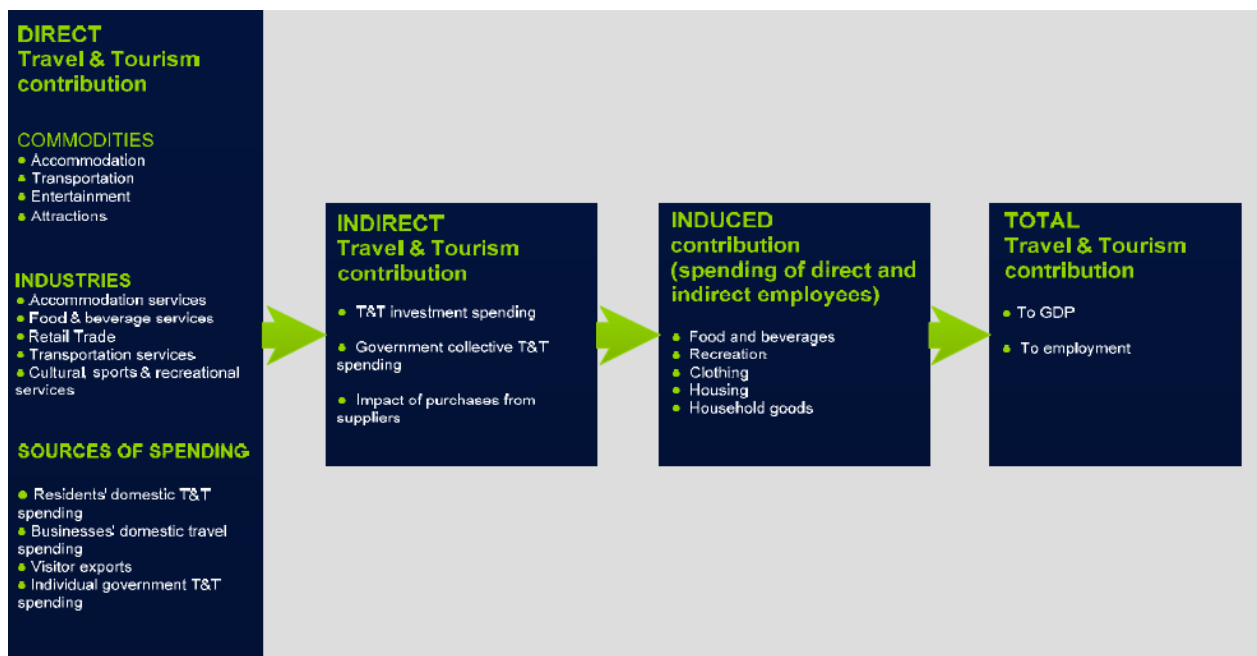 DIRECT
Travel & Tourism
contribution
COMMODITIES
• Accommodation
• Transportation
• Entertainment
• Attractions
INDUSTRIES
• Accommodation services
• Food & beverage services
• Retail Trade
• Transportation services
• Cultural, sports & recreational
services
SOURCES OF SPENDING
• Residents' domestic T&T
spending
• Businesses' domestic travel
spending
• Visitor exports
• Individual government T&T
spending
INDIRECT
Travel & Tourism
contribution
• T&T investment spending
• Government collective T&T
spending
• Impact of purchases from
suppliers
INDUCED
contribution
(spending of direct and
indirect employees)
• Food and beverages
• Recreation
• Clothing
• Housing
• Household goods
TOTAL
Travel & Tourism
contribution
• To GDP
• To employment